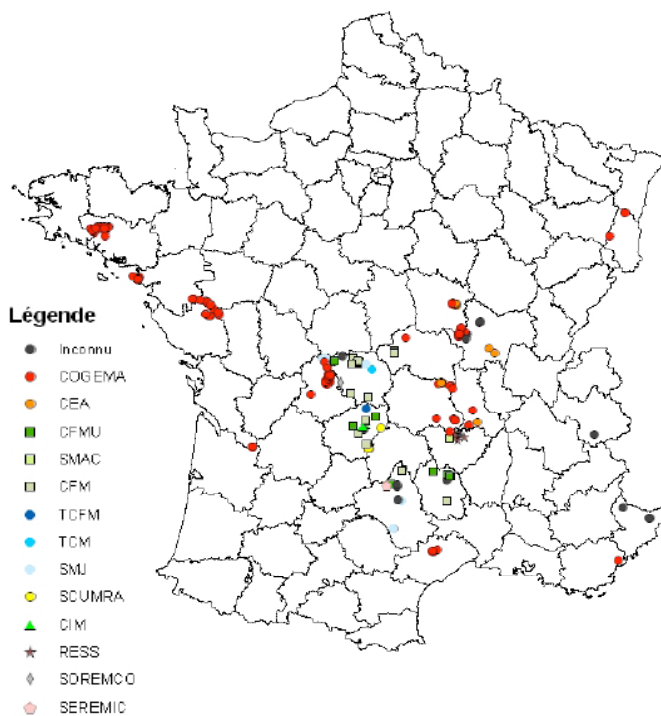 Légende
Inconnu
COGEMA
CEA
CFMU
SMAC
CFM
TCFM
TCM
SMJ
SCUMRA
CIM
RESS
SOREMCO
SEREMIC